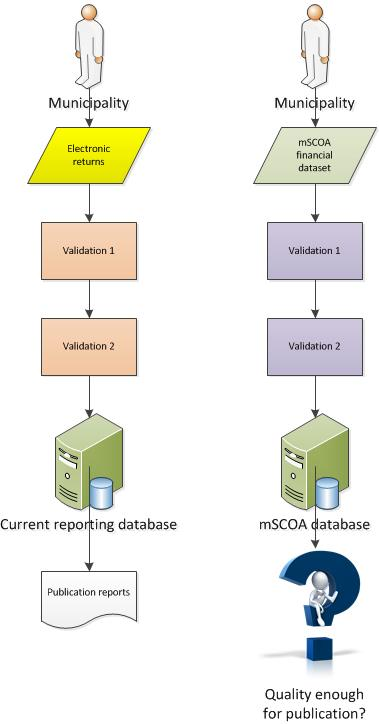 Municipality
Electronic
returns
Validation 1
Validation 2
Current reporting database
Publication reports
Municipality
mSCOA
financial
dataset
Validation 1
Validation 2
mSCOA database
Quality enough
for publication?